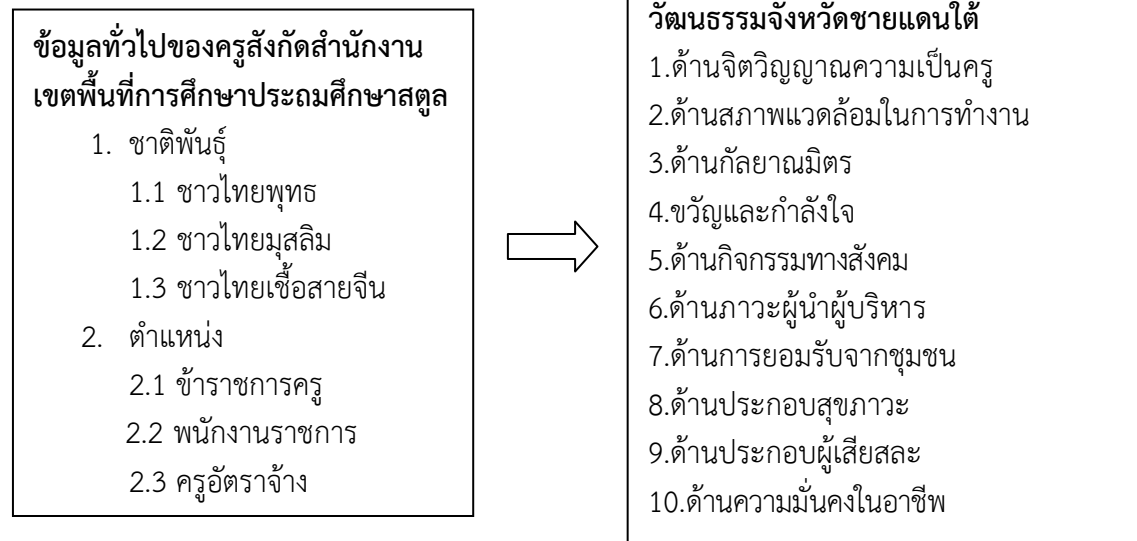 ข้อมูลทั่วไปของครูสังกัดสำนักงาน
เขตพื้นที่การศึกษาประถมศึกษาสตูล
1. ชาติพันธุ์
1.1 ชาวไทยพุทธ
1.2 ชาวไทยมุสลิม
1.3 ชาวไทยเชื้อสายจีน
2. ตำแหน่ง
2.1 ข้าราชการครู
2.2 พนักงานราชการ
2.3 ครูอัตราจ้าง
วัฒนธรรมจังหวัดชายแดนใต้
1.ด้านจิตวิญญาณความเป็นครู
2.ด้านสภาพแวดล้อมในการทำงาน
3.ด้านกัลยาณมิตร
4.ขวัญและกำลังใจ
5.ด้านกิจกรรมทางสังคม
6.ด้านภาวะผู้นำผู้บริหาร
7.ด้านการยอมรับจากชุมชน
8.ด้านประกอบสุขภาวะ
9.ด้านประกอบผู้เสียสละ
10.ด้านความมั่นคงในอาชีพ